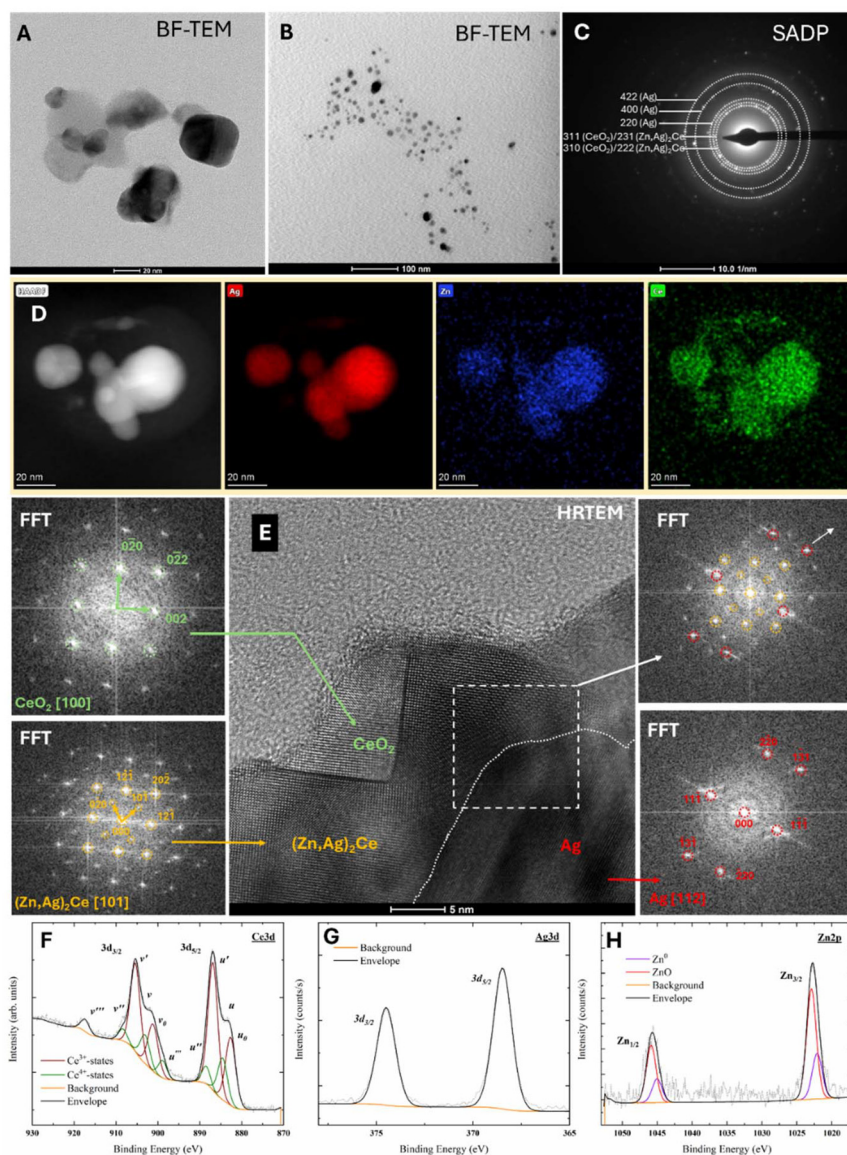 A
BF-TEM
20 nm
B
BF-TEM
100 nm
C
SADP
422 (Ag)
400 (Ag)
220 (Ag)
311 (CeO₂)/231 (Zn,Ag)₂Ce
310 (CeO₂)/222 (Zn,Ag)₂Ce
10.0 1/nm
HAADF
D
20 nm
Ag
20 nm
Zn
20 nm
Ce
20 nm
FFT
02̅0
02̅2
002
CeO₂ [100]
FFT
020
000
(Zn,Ag)₂Ce [101]
E
HRTEM
CeO₂
(Zn,Ag)₂Ce
Ag
5 nm
FFT
FFT
000
Ag [112]
F
Ce3d
3d₃/₂
v'
3d₅/₂
u'
v'''
v''
v
v₀
u'''
u''
u
u₀
Ce³⁺-states
Ce⁴⁺-states
Background
Envelope
Intensity (arb. units)
930 920 910 900 890 880 870
Binding Energy (eV)
G
Ag3d
Background
Envelope
3d₃/₂
3d₅/₂
Intensity (counts/s)
375 370 365
Binding Energy (eV)
H
Zn2p
Zn⁰
ZnO
Background
Envelope
Zn₃/₂
Zn₁/₂
Intensity (counts/s)
1050 1045 1040 1035 1030 1025 1020
Binding Energy (eV)